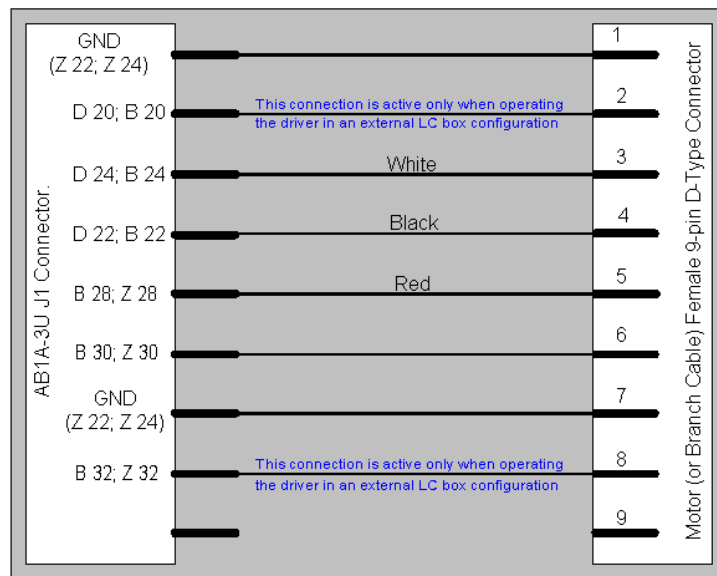 GND
(Z 22; Z 24)
1
D 20; B 20
This connection is active only when operating
the driver in an external LC box configuration
2
D 24; B 24
White
3
D 22; B 22
Black
4
B 28; Z 28
Red
5
B 30; Z 30
6
GND
(Z 22; Z 24)
7
B 32; Z 32
This connection is active only when operating
the driver in an external LC box configuration
8
9
AB1A-3U J1 Connector.
Motor (or Branch Cable) Female 9-pin D-Type Connector